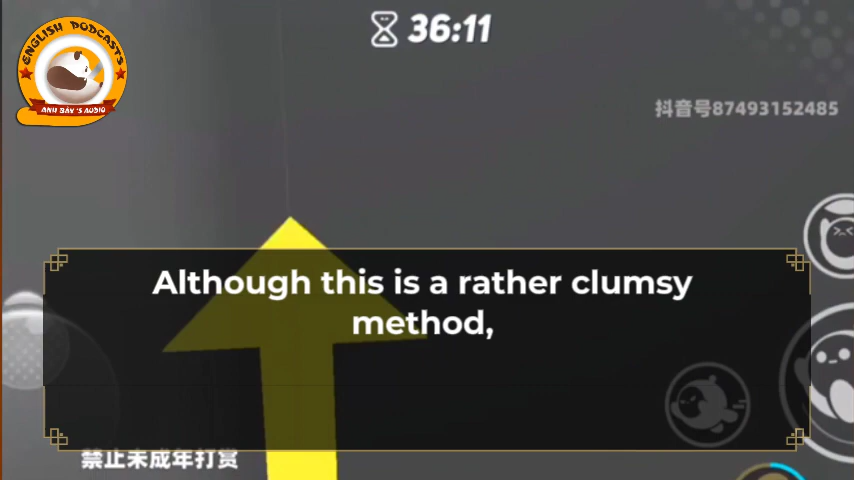 ENGLISH PODCASTS
ANH BÁN'S AUDIO
36:11
抖音号87493152485
Although this is a rather clumsy
method,
禁止未成年打赏